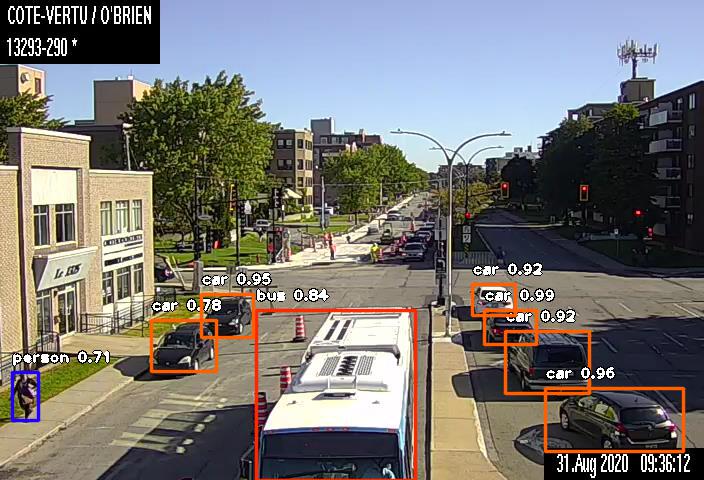 COTE-VERTU / O'BRIEN
13293-290 *
car 0.92
car 0.95
car 0.99
bus 0.84
car 0.78
car 0.92
person 0.71
car 0.96
31.Aug 2020 09:36:12